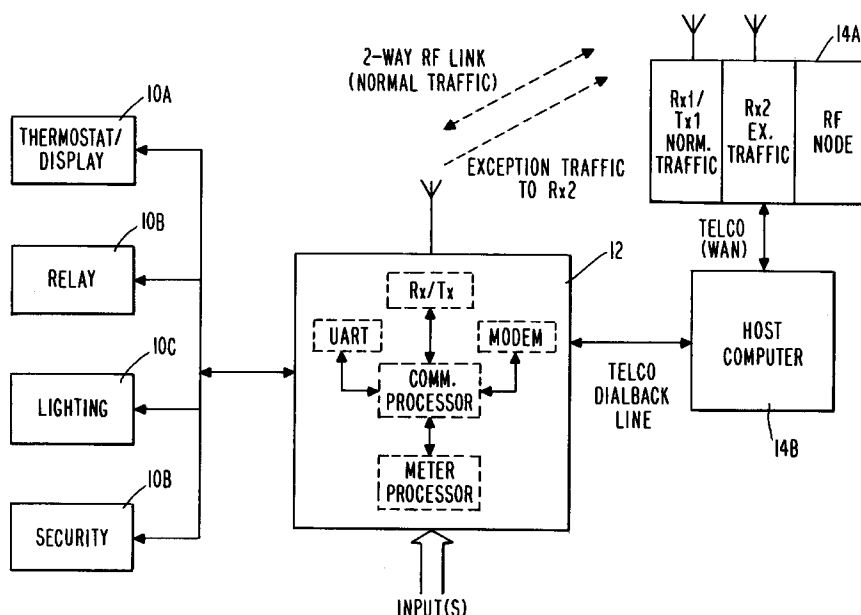 10A
THERMOSTAT/
DISPLAY
10B
RELAY
10C
LIGHTING
10B
SECURITY
2-WAY RF LINK
(NORMAL TRAFFIC)
EXCEPTION TRAFFIC
TO Rx2
12
Rx/Tx
UART
MODEM
COMM.
PROCESSOR
METER
PROCESSOR
INPUT(S)
TELCO
DIALBACK
LINE
14A
Rx1/
Tx1
NORM.
TRAFFIC
Rx2
EX.
TRAFFIC
RF
NODE
TELCO
(WAN)
HOST
COMPUTER
14B